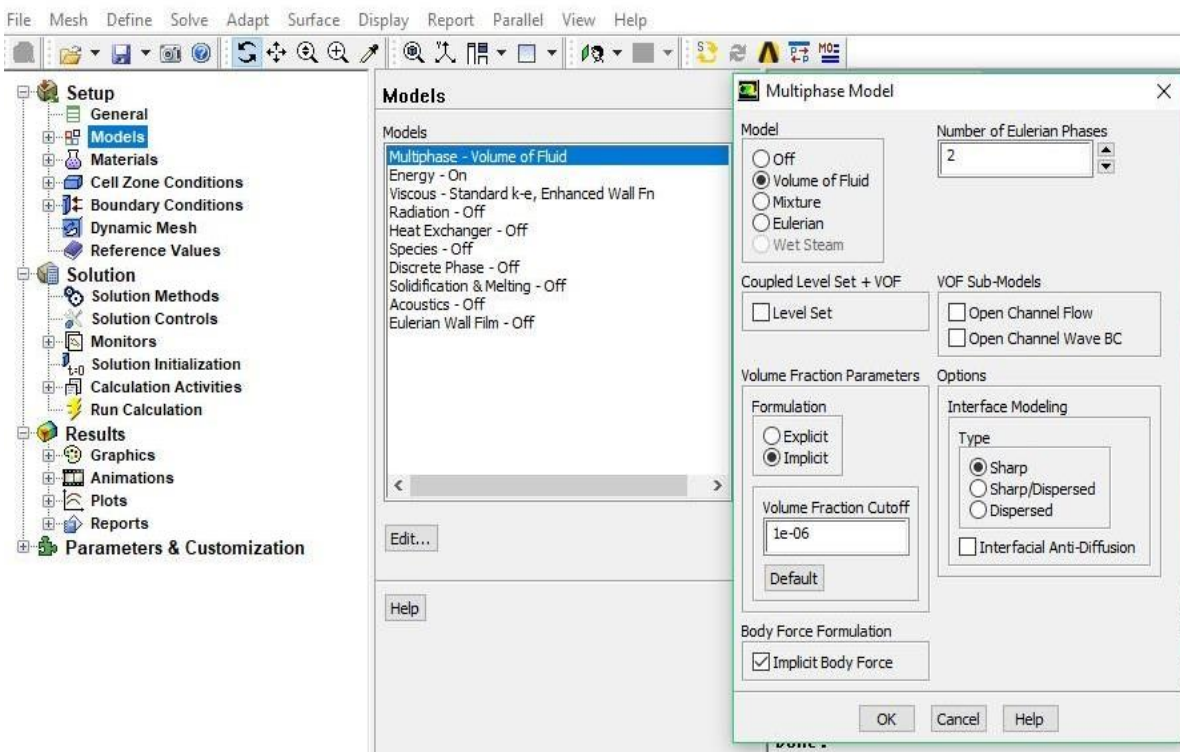 File Mesh Define Solve Adapt Surface Display Report Parallel View Help
Setup
General
Models
Materials
Cell Zone Conditions
Boundary Conditions
Dynamic Mesh
Reference Values
Solution
Solution Methods
Solution Controls
Monitors
Solution Initialization
Calculation Activities
Run Calculation
Results
Graphics
Animations
Plots
Reports
Parameters & Customization
Models
Models
Multiphase - Volume of Fluid
Energy - On
Viscous - Standard k-e, Enhanced Wall Fn
Radiation - Off
Heat Exchanger - Off
Species - Off
Discrete Phase - Off
Solidification & Melting - Off
Acoustics - Off
Eulerian Wall Film - Off
Edit...
Help
Multiphase Model
Model
Off
Volume of Fluid
Mixture
Eulerian
Wet Steam
Number of Eulerian Phases
2
Coupled Level Set + VOF
Level Set
VOF Sub-Models
Open Channel Flow
Open Channel Wave BC
Volume Fraction Parameters
Formulation
Explicit
Implicit
Volume Fraction Cutoff
1e-06
Default
Options
Interface Modeling
Type
Sharp
Sharp/Dispersed
Dispersed
Interfacial Anti-Diffusion
Body Force Formulation
Implicit Body Force
OK Cancel Help